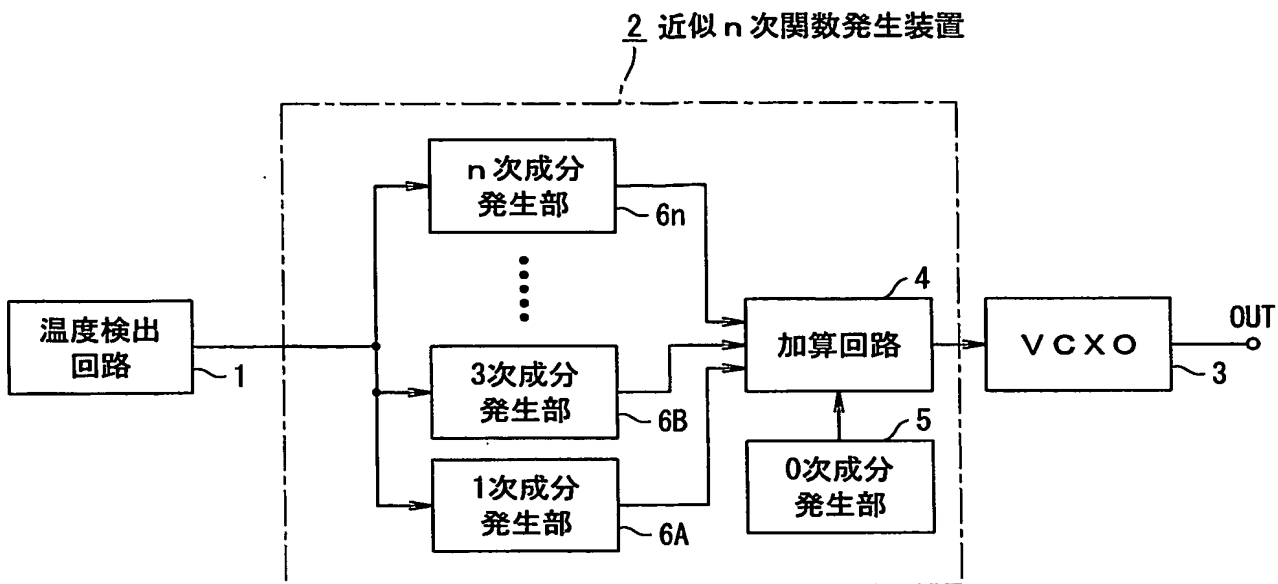 2 近似n次関数発生装置
n次成分
発生部
6n
温度検出
回路
1
3次成分
発生部
6B
1次成分
発生部
6A
4
加算回路
5
0次成分
発生部
VCXO
3
OUT